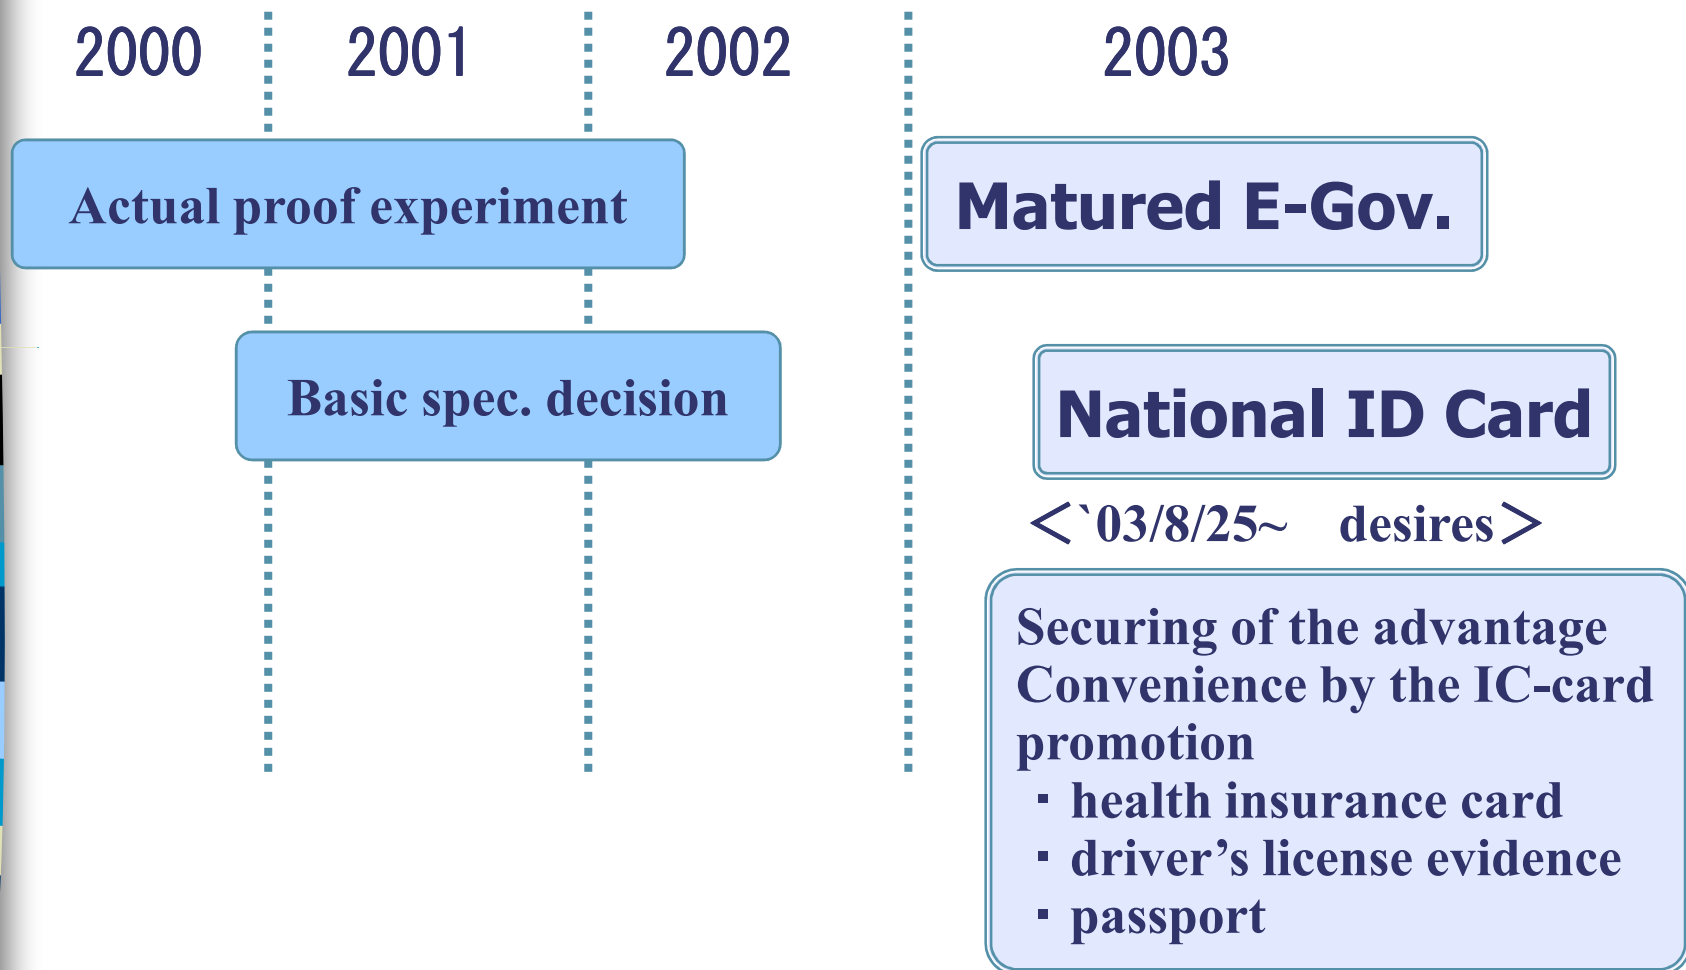 2000 2001 2002 2003
Actual proof experiment
Matured E-Gov.
Basic spec. decision
National ID Card
＜`03/8/25~　desires＞
Securing of the advantage
Convenience by the IC-card
promotion
・health insurance card
・driver’s license evidence
・passport